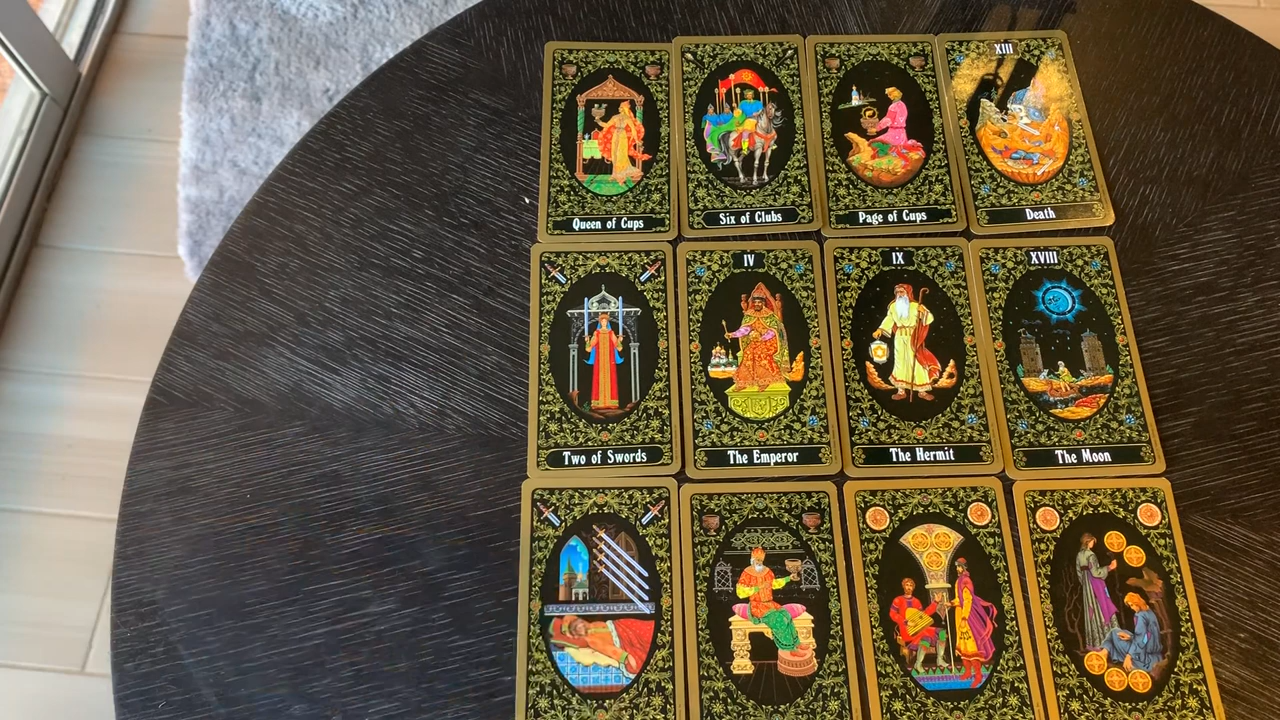 XIII
Queen of Cups
Six of Clubs
Page of Cups
Death
IV
IX
XVIII
Two of Swords
The Emperor
The Hermit
The Moon